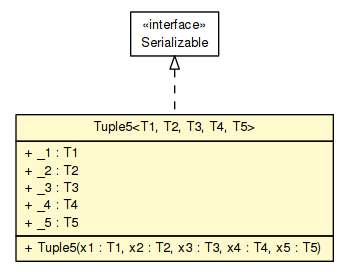 «interface»
Serializable
Tuple5<T1, T2, T3, T4, T5>
+ _1 : T1
+ _2 : T2
+ _3 : T3
+ _4 : T4
+ _5 : T5
+ Tuple5(x1 : T1, x2 : T2, x3 : T3, x4 : T4, x5 : T5)